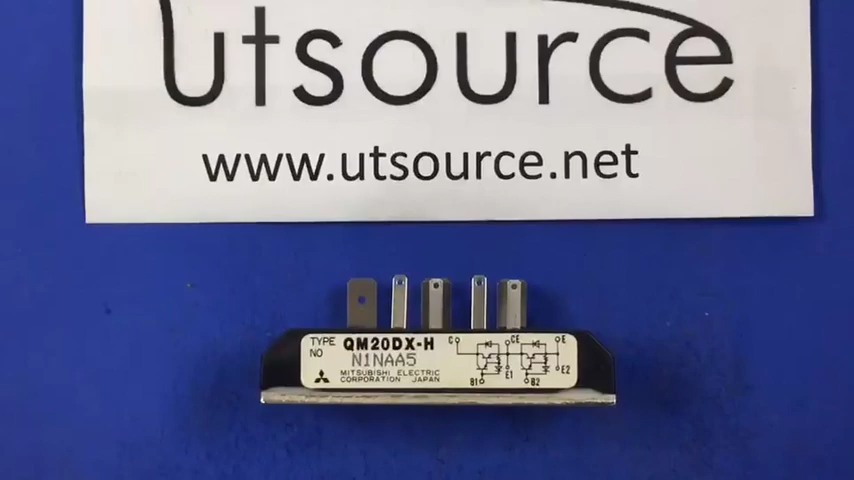 utsource
www.utsource.net
TYPE QM20DX-H
NO N1NAA5
MITSUBISHI ELECTRIC
CORPORATION JAPAN
C CE E
E1 E2
B1 B2